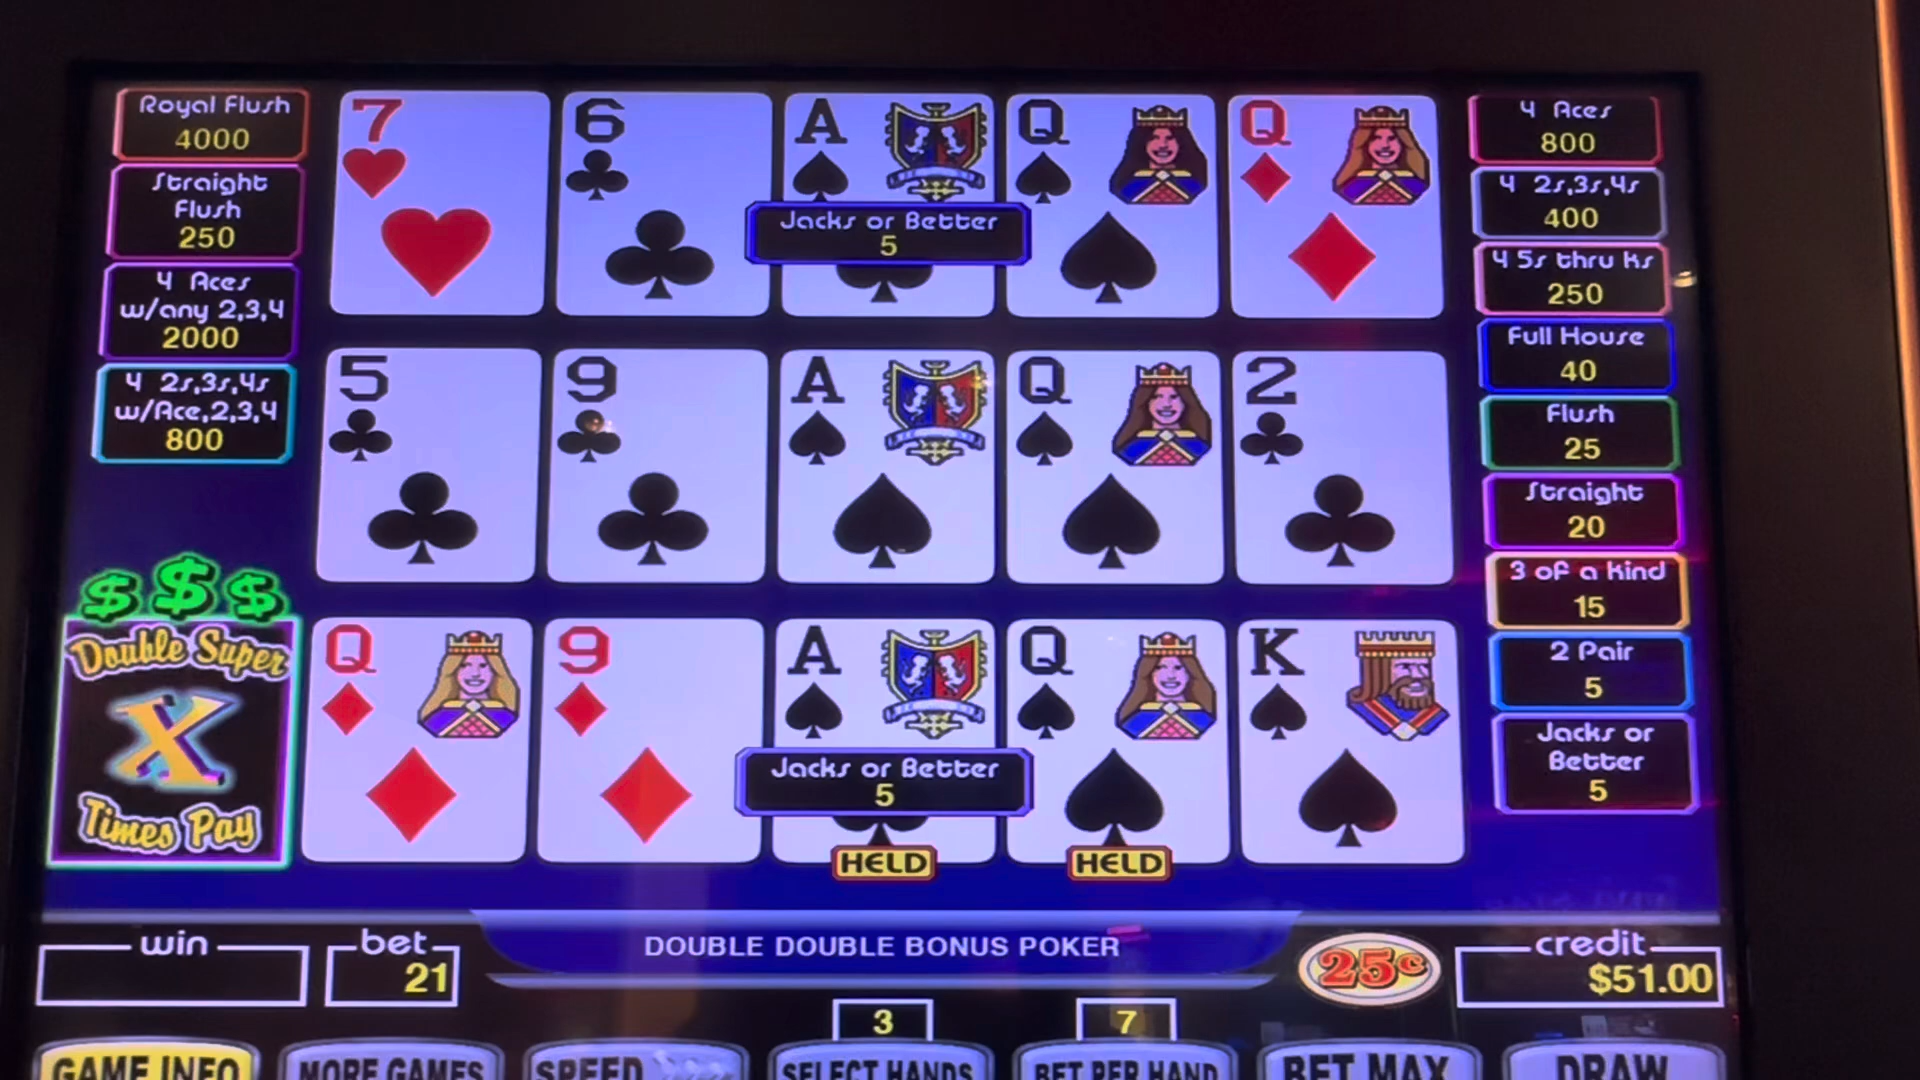 Royal Flush
4000
Straight
Flush
250
4 Aces
w/any 2,3,4
2000
4 2s,3s,4s
w/Ace,2,3,4
800
$ $ $
Double Super
X
Times Pay
7
6
A
Q
Q
Jacks or Better
5
5
9
A
Q
2
Q
9
A
Q
K
Jacks or Better
5
HELD
HELD
4 Aces
800
4 2s,3s,4s
400
4 5s thru Ks
250
Full House
40
Flush
25
Straight
20
3 of a Kind
15
2 Pair
5
Jacks or
Better
5
win
bet
21
DOUBLE DOUBLE BONUS POKER
25¢
credit
$51.00
3
7
GAME INFO
MORE GAMES
SPEED
SELECT HANDS
BET PER HAND
BET MAX
DRAW